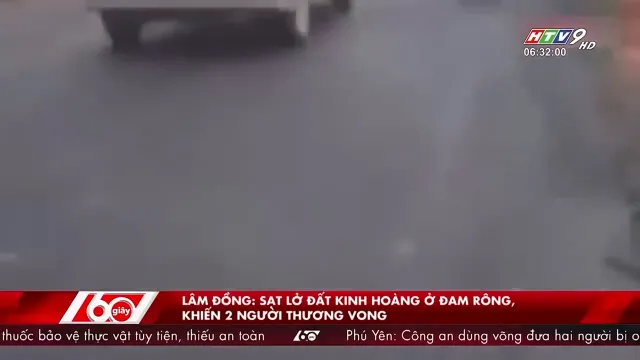 HTV9 HD
06:32:00
60 giây
LÂM ĐỒNG: SẠT LỞ ĐẤT KINH HOÀNG Ở ĐAM RÔNG,
KHIẾN 2 NGƯỜI THƯƠNG VONG
thuốc bảo vệ thực vật tùy tiện, thiếu an toàn 60 Phú Yên: Công an dùng võng đưa hai người bị